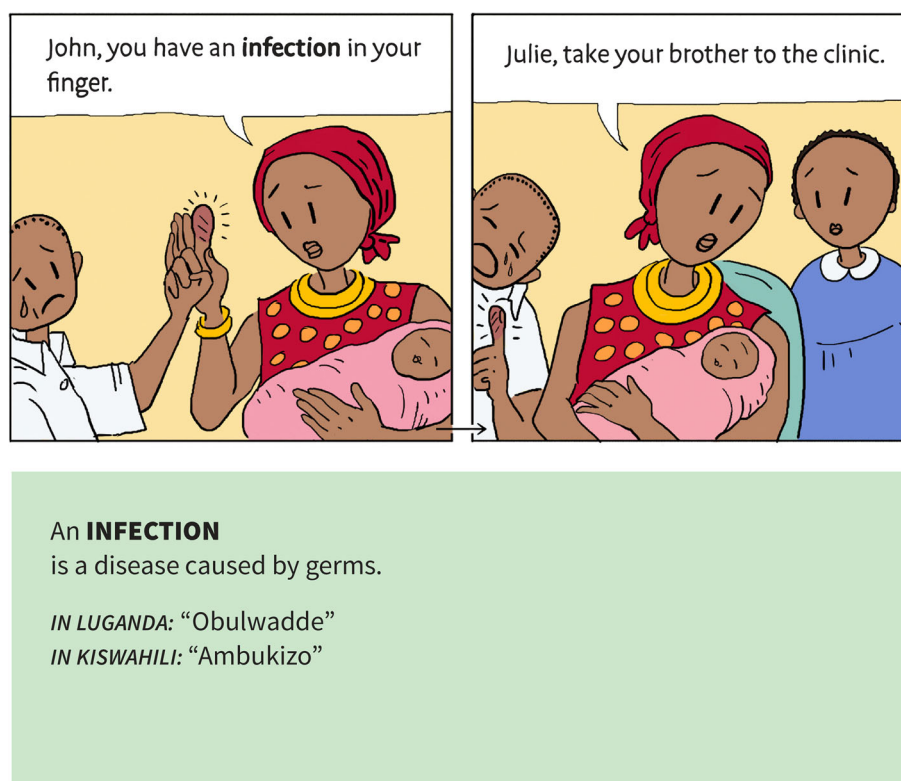 John, you have an infection in your
finger.
Julie, take your brother to the clinic.
An INFECTION
is a disease caused by germs.
IN LUGANDA: “Obulwadde”
IN KISWAHILI: “Ambukizo”